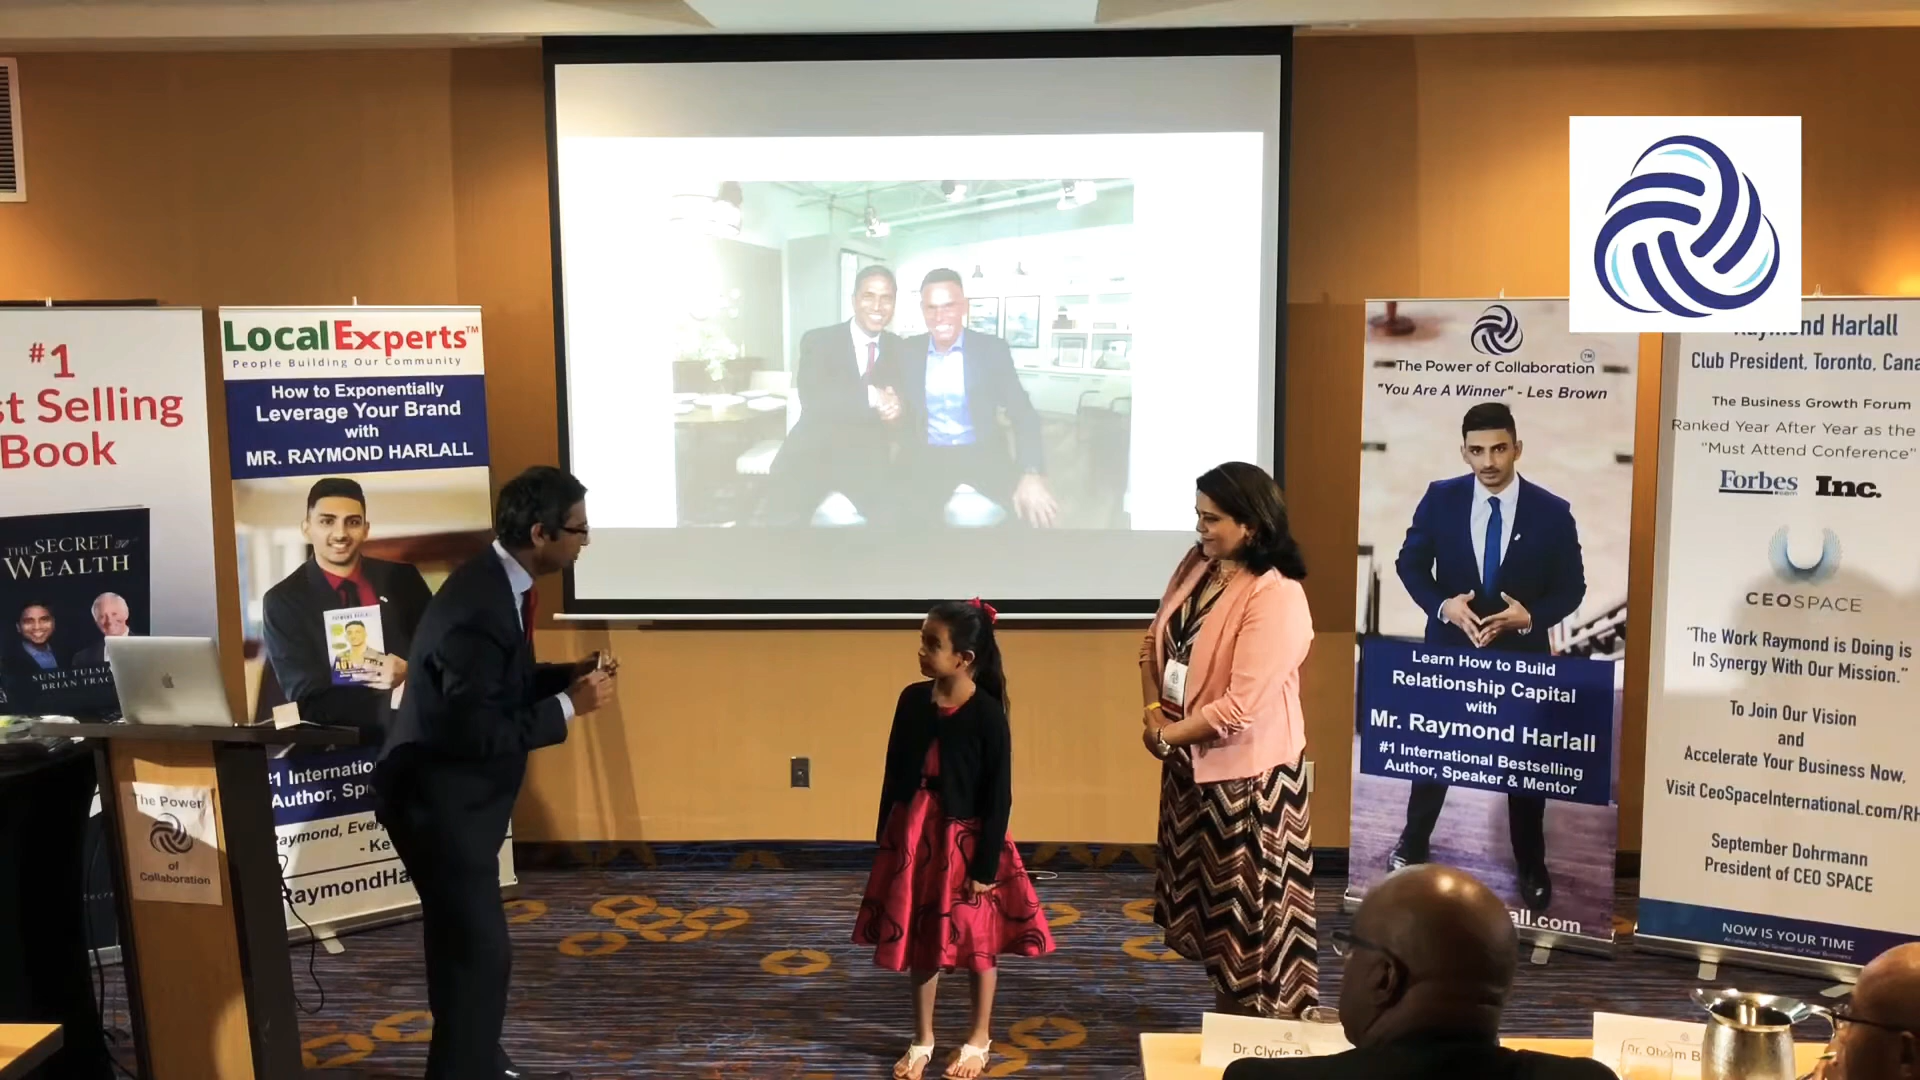 #1
st Selling
Book
THE SECRET TO
WEALTH
SUNIL TULSIA
BRIAN TRAC
LocalExperts™
People Building Our Community
How to Exponentially
Leverage Your Brand
with
MR. RAYMOND HARLALL
#1 Internatio
Author, Sp
Raymond, Ever
- Ke
RaymondHa
The Power
of
Collaboration
The Power of Collaboration ™
"You Are A Winner" - Les Brown
Learn How to Build
Relationship Capital
with
Mr. Raymond Harlall
#1 International Bestselling
Author, Speaker & Mentor
all.com
Raymond Harlall
Club President, Toronto, Cana
The Business Growth Forum
Ranked Year After Year as the
"Must Attend Conference"
Forbes
.com
Inc.
CEOSPACE
"The Work Raymond is Doing is
In Synergy With Our Mission."
To Join Our Vision
and
Accelerate Your Business Now,
Visit CeoSpaceInternational.com/RH
September Dohrmann
President of CEO SPACE
NOW IS YOUR TIME
Dr. Clyde